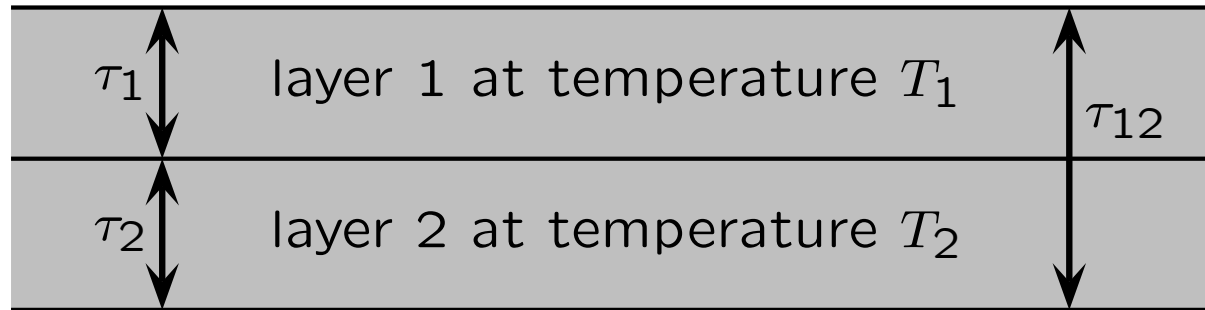 τ₁
layer 1 at temperature T₁
τ₁₂
τ₂
layer 2 at temperature T₂